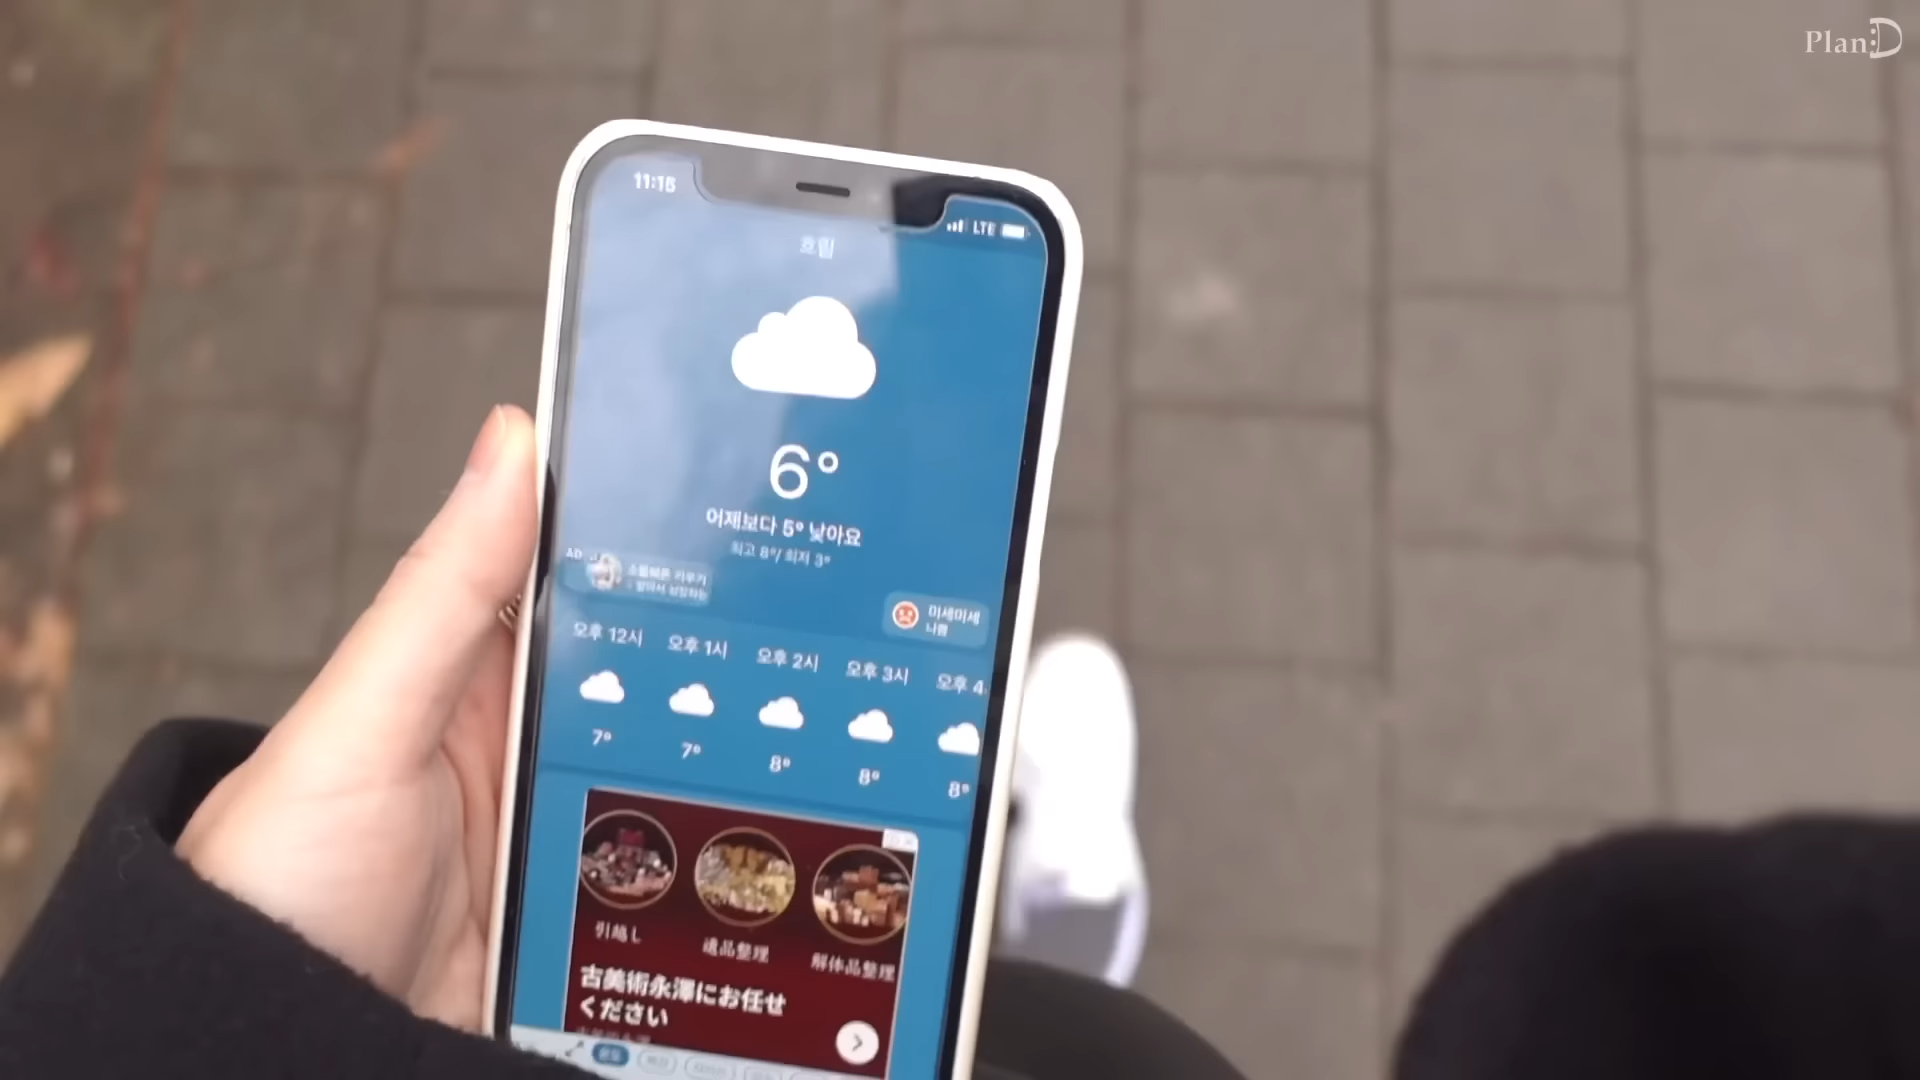 Plan:D
11:15
LTE
흐림
6°
어제보다 5° 낮아요
최고 8°/ 최저 3°
AD
미세미세
나쁨
오후 12시 오후 1시 오후 2시 오후 3시 오후 4
7° 7° 8° 8° 8°
引越し 遺品整理 解体品整理
古美術永澤にお任せ
ください